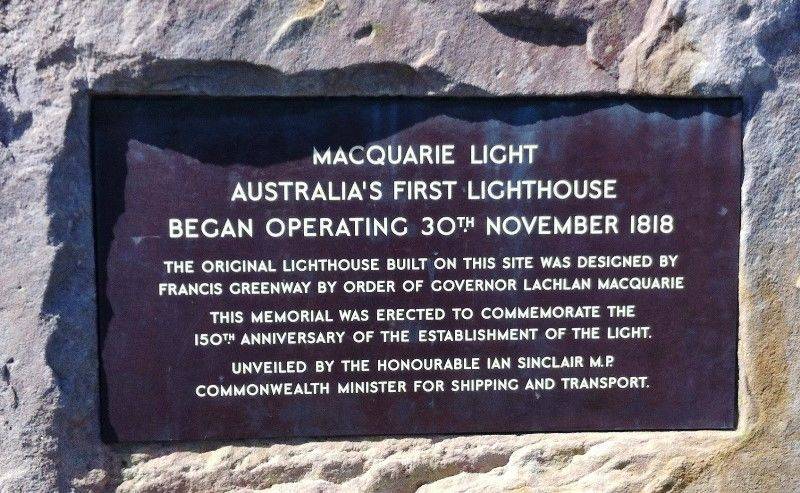 MACQUARIE LIGHT
AUSTRALIA'S FIRST LIGHTHOUSE
BEGAN OPERATING 30TH NOVEMBER 1818
THE ORIGINAL LIGHTHOUSE BUILT ON THIS SITE WAS DESIGNED BY
FRANCIS GREENWAY BY ORDER OF GOVERNOR LACHLAN MACQUARIE
THIS MEMORIAL WAS ERECTED TO COMMEMORATE THE
150TH ANNIVERSARY OF THE ESTABLISHMENT OF THE LIGHT.
UNVEILED BY THE HONOURABLE IAN SINCLAIR M.P.
COMMONWEALTH MINISTER FOR SHIPPING AND TRANSPORT.